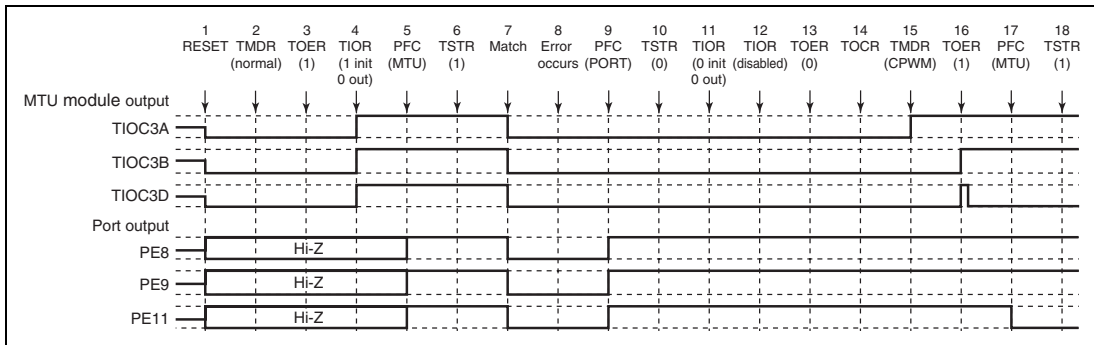 1 2 3 4 5 6 7 8 9 10 11 12 13 14 15 16 17 18
RESET TMDR TOER TIOR PFC TSTR Match Error PFC TSTR TIOR TIOR TOER TOCR TMDR TOER PFC TSTR
(normal) (1) (1 init (MTU) (1) occurs (PORT) (0) (0 init (disabled) (0) (CPWM) (1) (MTU) (1)
0 out) 0 out)
MTU module output
TIOC3A
TIOC3B
TIOC3D
Port output
PE8 Hi-Z
PE9 Hi-Z
PE11 Hi-Z